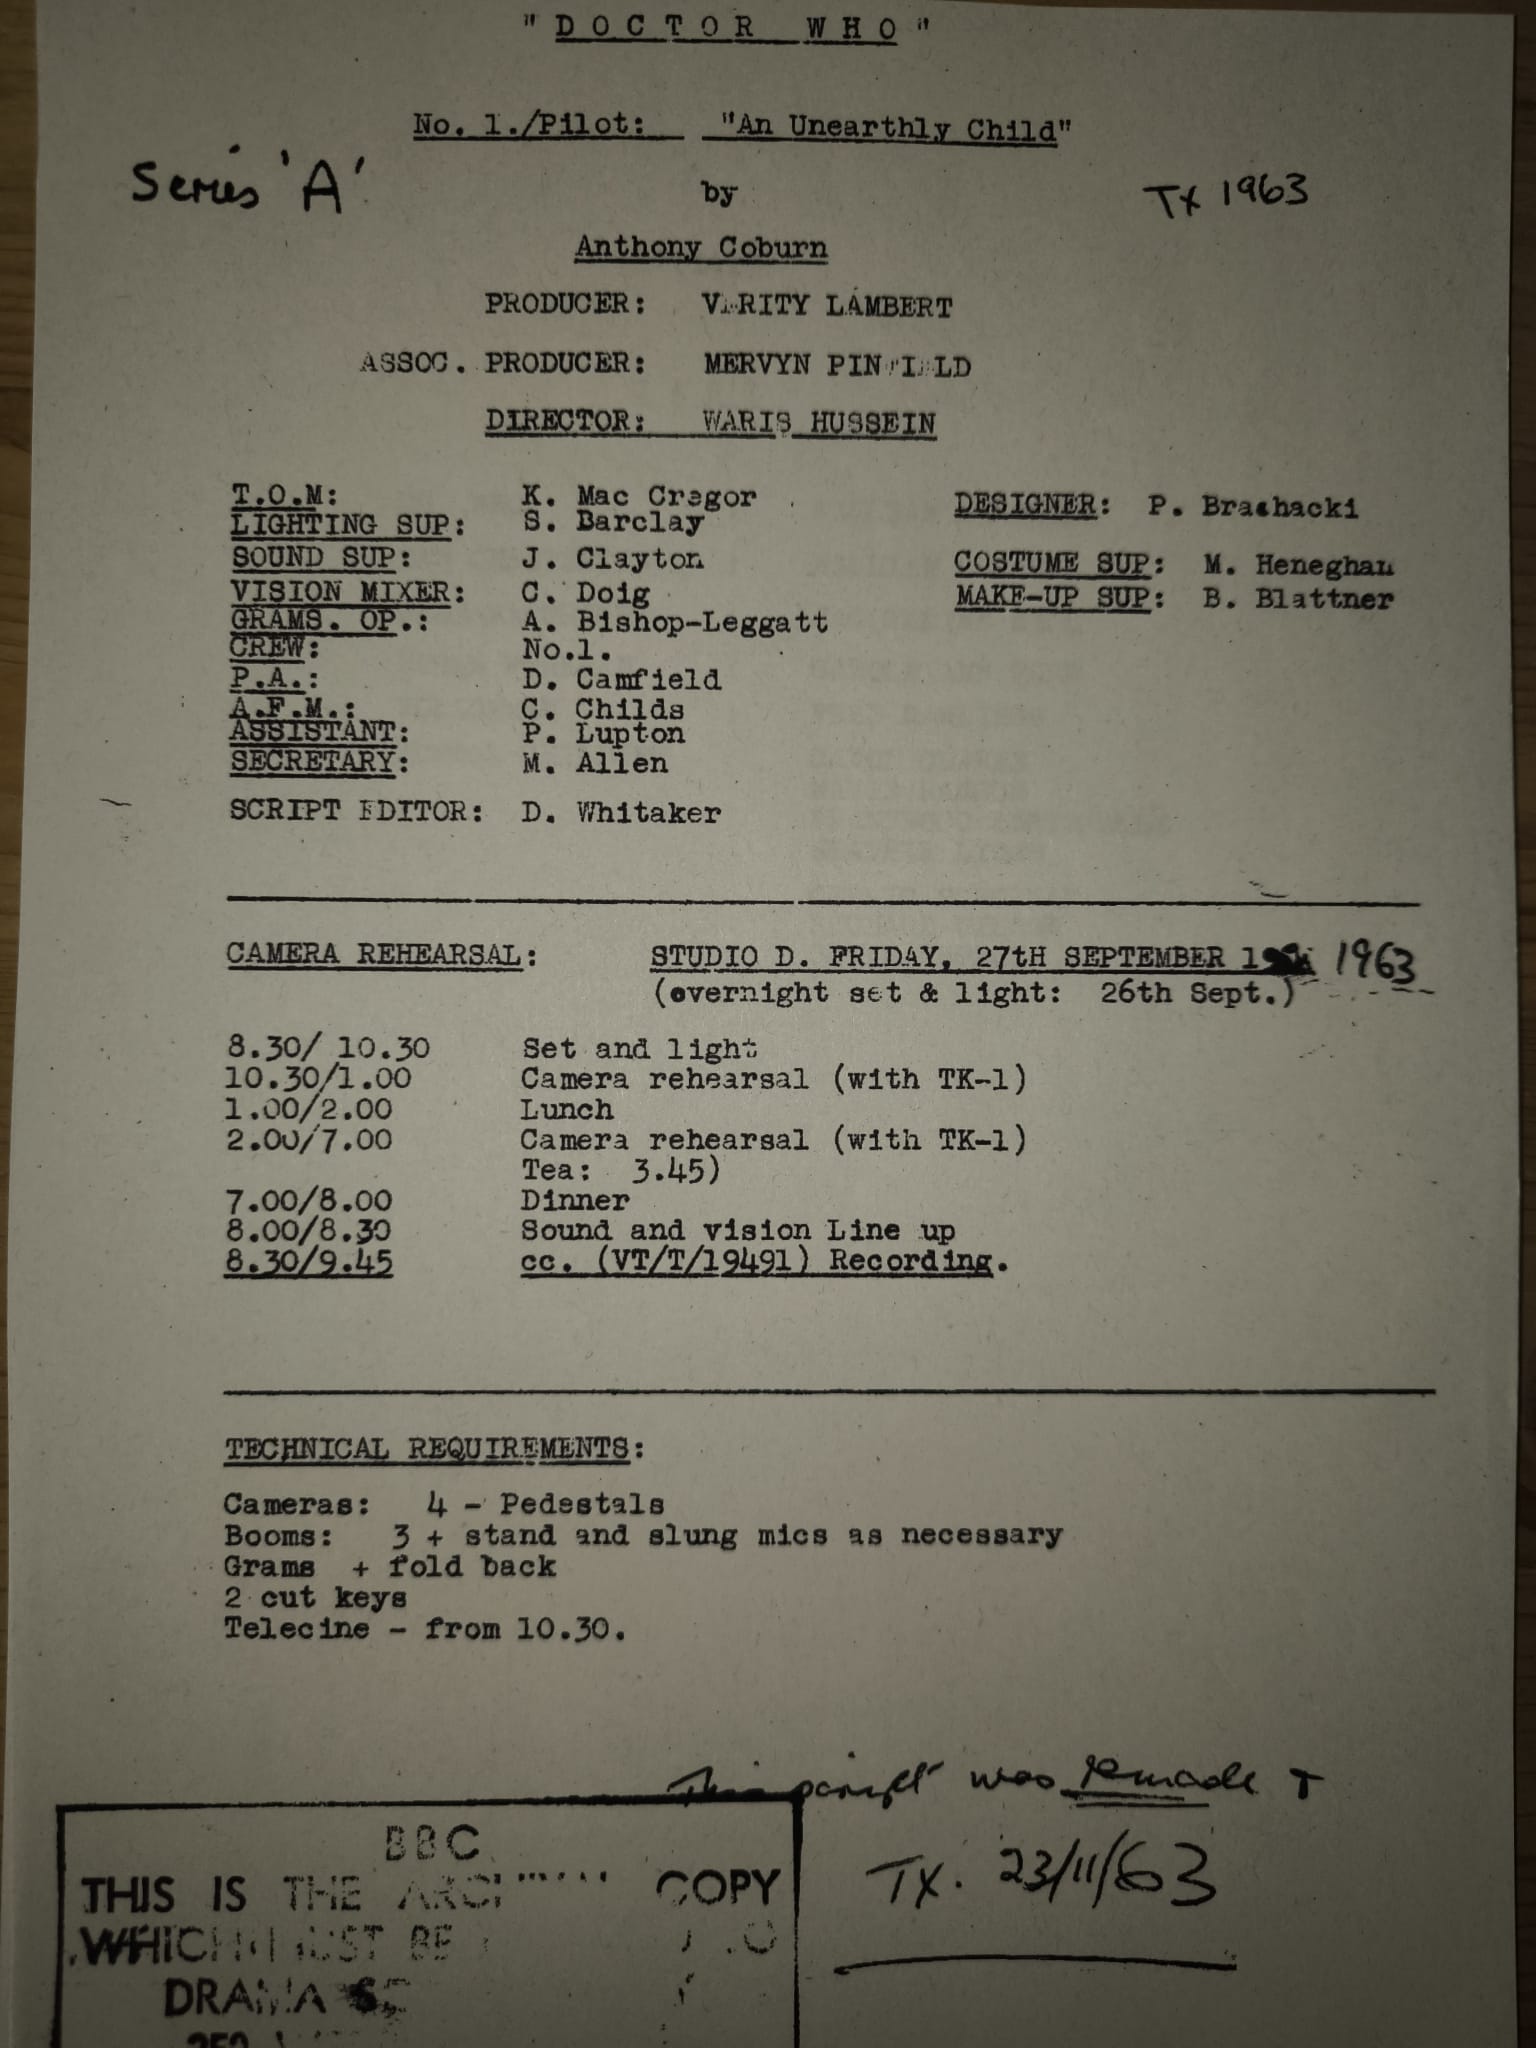 "DOCTOR WHO"
No. 1./Pilot: "An Unearthly Child"
Series 'A'
by
TX 1963
Anthony Coburn
PRODUCER: VERITY LAMBERT
ASSOC. PRODUCER: MERVYN PINFIELD
DIRECTOR: WARIS HUSSEIN
T.O.M: K. Mac Gregor
DESIGNER: P. Brashacki
LIGHTING SUP: S. Barclay
SOUND SUP: J. Clayton
COSTUME SUP: M. Heneghan
VISION MIXER: C. Doig
MAKE-UP SUP: B. Blattner
GRAMS. OP.: A. Bishop-Leggatt
CREW: No.1.
P.A.: D. Camfield
A.F.M.: C. Childs
ASSISTANT: P. Lupton
SECRETARY: M. Allen
SCRIPT EDITOR: D. Whitaker
CAMERA REHEARSAL: STUDIO D. FRIDAY, 27tH SEPTEMBER 1963
(overnight set & light: 26th Sept.)
8.30/ 10.30 Set and light
10.30/1.00 Camera rehearsal (with TK-1)
1.00/2.00 Lunch
2.00/7.00 Camera rehearsal (with TK-1)
Tea: 3.45)
7.00/8.00 Dinner
8.00/8.30 Sound and vision Line up
8.30/9.45 cc. (VT/T/19491) Recording.
TECHNICAL REQUIREMENTS:
Cameras: 4 - Pedestals
Booms: 3 + stand and slung mics as necessary
Grams + fold back
2 cut keys
Telecine - from 10.30.
This was remade +
TX. 23/11/63
BBC
THIS IS THE COPY
WHICH MUST BE
DRAMA